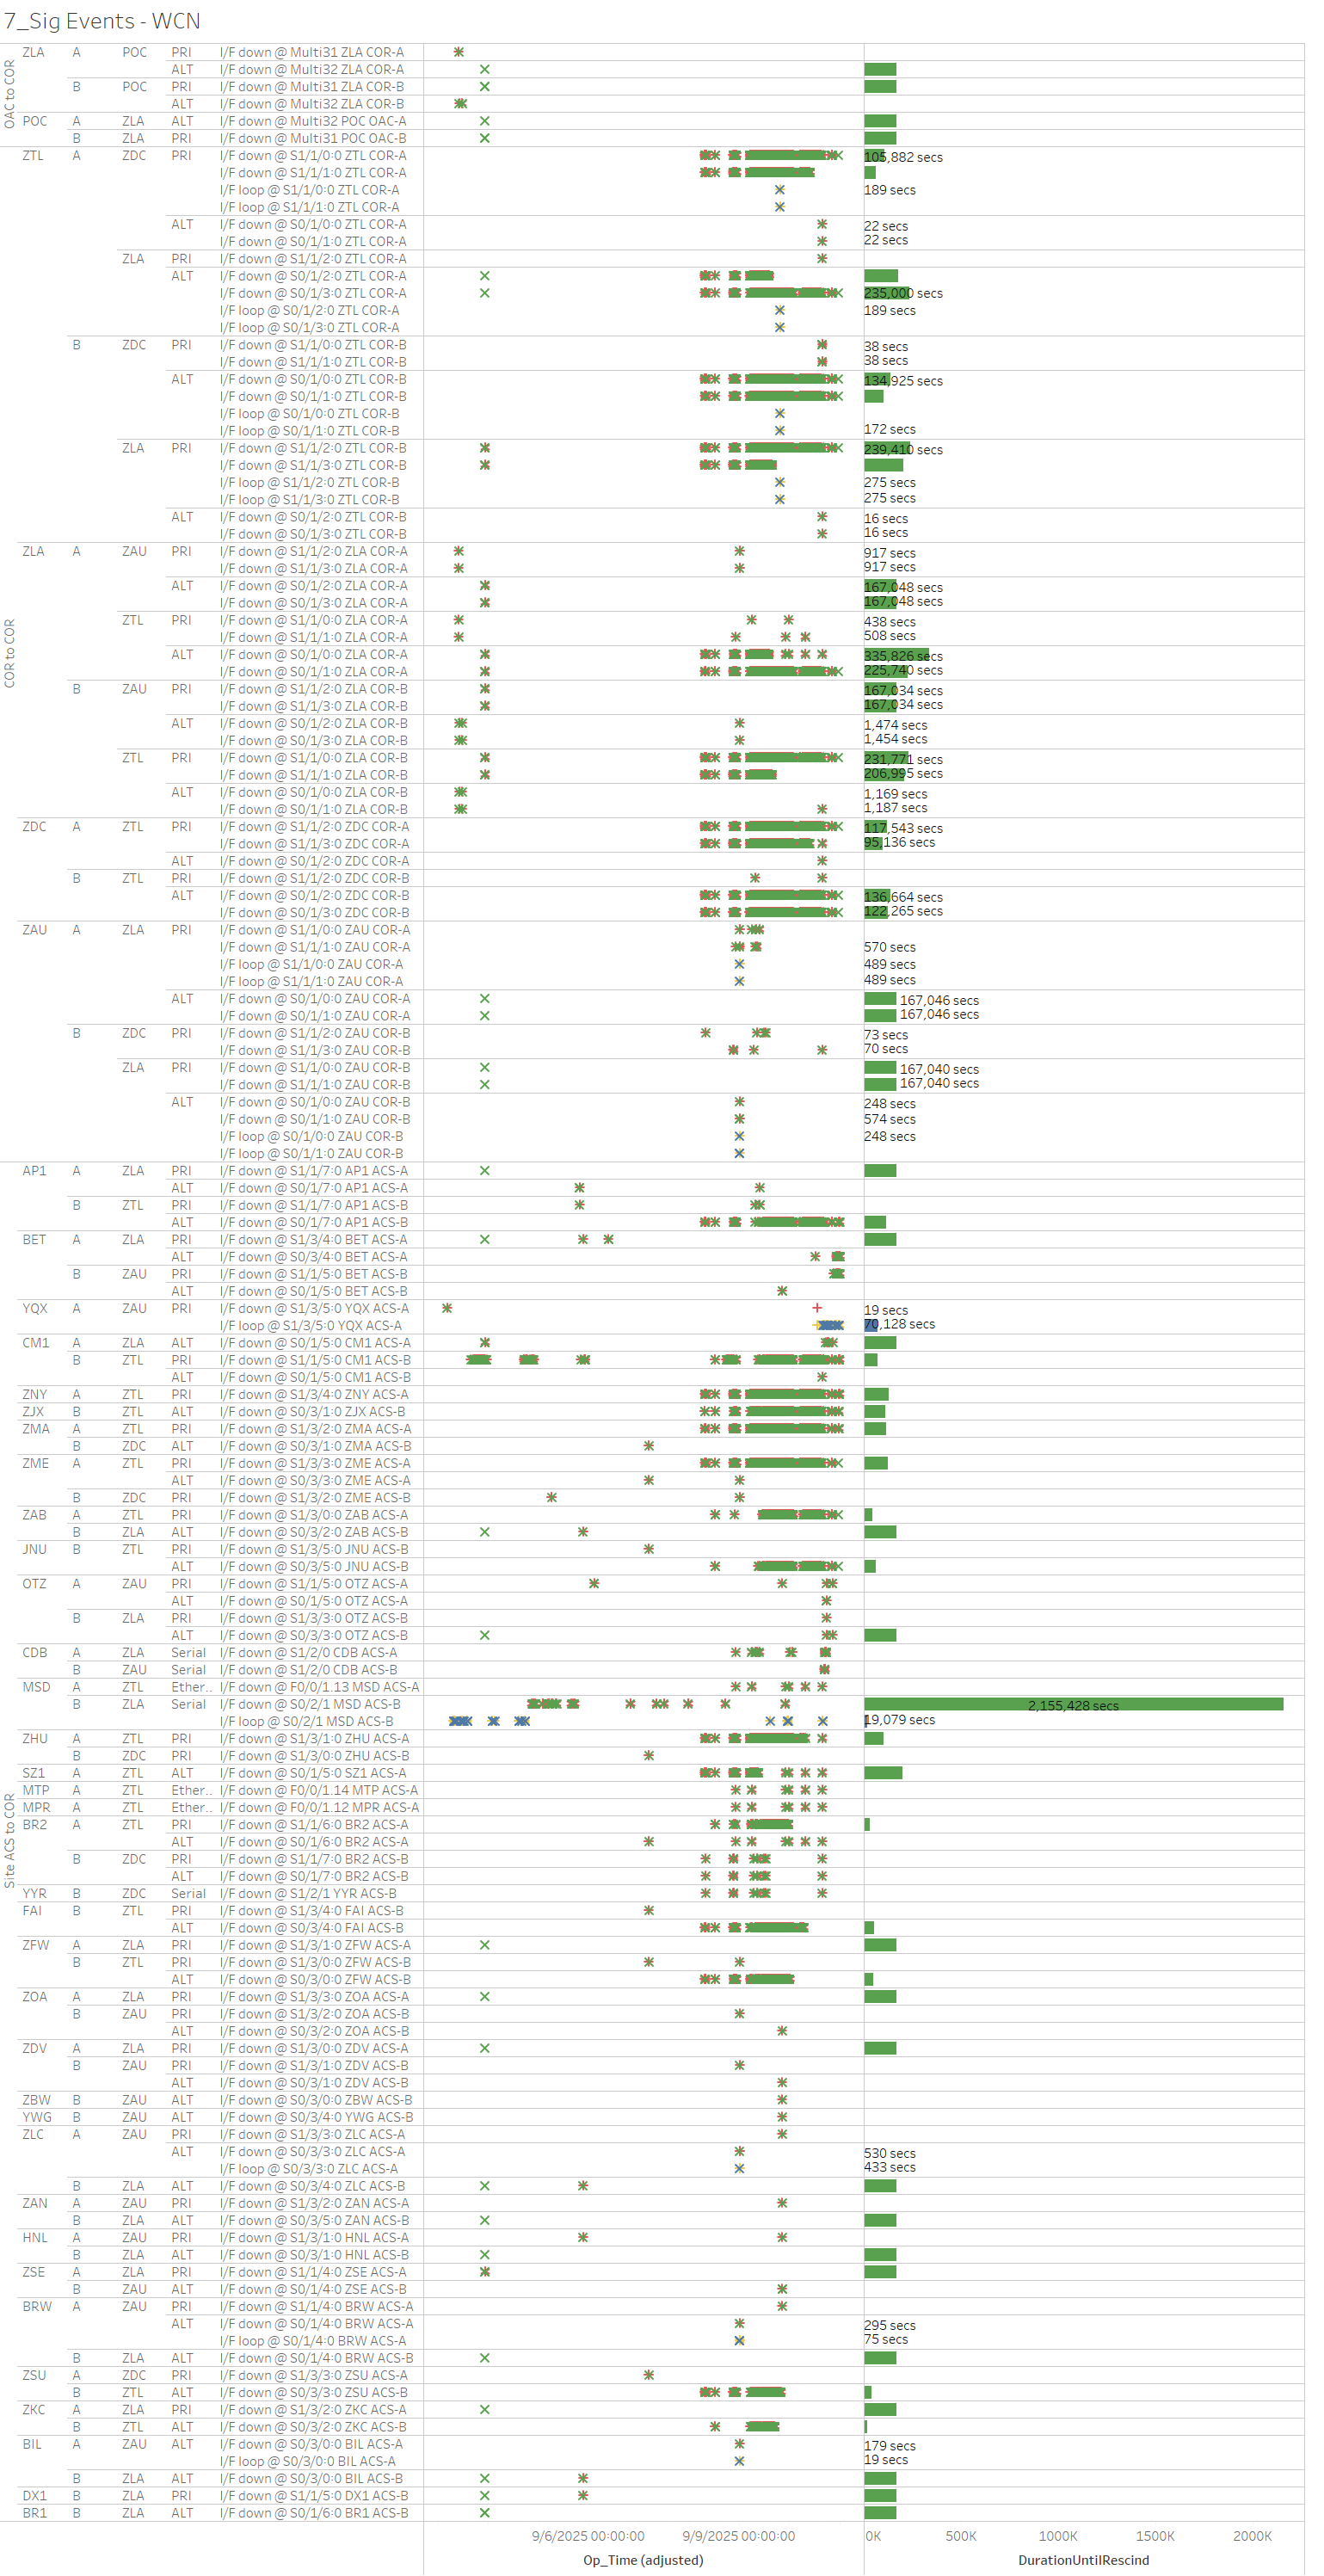 7_Sig Events - WCN
OAC to COR
ZLA A POC PRI I/F down @ Multi31 ZLA COR-A
ALT I/F down @ Multi32 ZLA COR-A
B POC PRI I/F down @ Multi31 ZLA COR-B
ALT I/F down @ Multi32 ZLA COR-B
POC A ZLA ALT I/F down @ Multi32 POC OAC-A
B ZLA PRI I/F down @ Multi31 POC OAC-B
COR to COR
ZTL A ZDC PRI I/F down @ S1/1/0:0 ZTL COR-A 105,882 secs
I/F down @ S1/1/1:0 ZTL COR-A
I/F loop @ S1/1/0:0 ZTL COR-A 189 secs
I/F loop @ S1/1/1:0 ZTL COR-A
ALT I/F down @ S0/1/0:0 ZTL COR-A 22 secs
I/F down @ S0/1/1:0 ZTL COR-A 22 secs
ZLA PRI I/F down @ S1/1/2:0 ZTL COR-A
ALT I/F down @ S0/1/2:0 ZTL COR-A
I/F down @ S0/1/3:0 ZTL COR-A 235,000 secs
I/F loop @ S0/1/2:0 ZTL COR-A 189 secs
I/F loop @ S0/1/3:0 ZTL COR-A
B ZDC PRI I/F down @ S1/1/0:0 ZTL COR-B 38 secs
I/F down @ S1/1/1:0 ZTL COR-B 38 secs
ALT I/F down @ S0/1/0:0 ZTL COR-B 134,925 secs
I/F down @ S0/1/1:0 ZTL COR-B
I/F loop @ S0/1/0:0 ZTL COR-B
I/F loop @ S0/1/1:0 ZTL COR-B 172 secs
ZLA PRI I/F down @ S1/1/2:0 ZTL COR-B 239,410 secs
I/F down @ S1/1/3:0 ZTL COR-B
I/F loop @ S1/1/2:0 ZTL COR-B 275 secs
I/F loop @ S1/1/3:0 ZTL COR-B 275 secs
ALT I/F down @ S0/1/2:0 ZTL COR-B 16 secs
I/F down @ S0/1/3:0 ZTL COR-B 16 secs
ZLA A ZAU PRI I/F down @ S1/1/2:0 ZLA COR-A 917 secs
I/F down @ S1/1/3:0 ZLA COR-A 917 secs
ALT I/F down @ S0/1/2:0 ZLA COR-A 167,048 secs
I/F down @ S0/1/3:0 ZLA COR-A 167,048 secs
ZTL PRI I/F down @ S1/1/0:0 ZLA COR-A 438 secs
I/F down @ S1/1/1:0 ZLA COR-A 508 secs
ALT I/F down @ S0/1/0:0 ZLA COR-A 335,826 secs
I/F down @ S0/1/1:0 ZLA COR-A 225,740 secs
B ZAU PRI I/F down @ S1/1/2:0 ZLA COR-B 167,034 secs
I/F down @ S1/1/3:0 ZLA COR-B 167,034 secs
ALT I/F down @ S0/1/2:0 ZLA COR-B 1,474 secs
I/F down @ S0/1/3:0 ZLA COR-B 1,454 secs
ZTL PRI I/F down @ S1/1/0:0 ZLA COR-B 231,771 secs
I/F down @ S1/1/1:0 ZLA COR-B 206,995 secs
ALT I/F down @ S0/1/0:0 ZLA COR-B 1,169 secs
I/F down @ S0/1/1:0 ZLA COR-B 1,187 secs
ZDC A ZTL PRI I/F down @ S1/1/2:0 ZDC COR-A 117,543 secs
I/F down @ S1/1/3:0 ZDC COR-A 95,136 secs
ALT I/F down @ S0/1/2:0 ZDC COR-A
B ZTL PRI I/F down @ S1/1/2:0 ZDC COR-B
ALT I/F down @ S0/1/2:0 ZDC COR-B 136,664 secs
I/F down @ S0/1/3:0 ZDC COR-B 122,265 secs
ZAU A ZLA PRI I/F down @ S1/1/0:0 ZAU COR-A
I/F down @ S1/1/1:0 ZAU COR-A 570 secs
I/F loop @ S1/1/0:0 ZAU COR-A 489 secs
I/F loop @ S1/1/1:0 ZAU COR-A 489 secs
ALT I/F down @ S0/1/0:0 ZAU COR-A 167,046 secs
I/F down @ S0/1/1:0 ZAU COR-A 167,046 secs
B ZDC PRI I/F down @ S1/1/2:0 ZAU COR-B 73 secs
I/F down @ S1/1/3:0 ZAU COR-B 70 secs
ZLA PRI I/F down @ S1/1/0:0 ZAU COR-B 167,040 secs
I/F down @ S1/1/1:0 ZAU COR-B 167,040 secs
ALT I/F down @ S0/1/0:0 ZAU COR-B 248 secs
I/F down @ S0/1/1:0 ZAU COR-B 574 secs
I/F loop @ S0/1/0:0 ZAU COR-B 248 secs
I/F loop @ S0/1/1:0 ZAU COR-B
Site ACS to COR
AP1 A ZLA PRI I/F down @ S1/1/7:0 AP1 ACS-A
ALT I/F down @ S0/1/7:0 AP1 ACS-A
B ZTL PRI I/F down @ S1/1/7:0 AP1 ACS-B
ALT I/F down @ S0/1/7:0 AP1 ACS-B
BET A ZLA PRI I/F down @ S1/3/4:0 BET ACS-A
ALT I/F down @ S0/3/4:0 BET ACS-A
B ZAU PRI I/F down @ S1/1/5:0 BET ACS-B
ALT I/F down @ S0/1/5:0 BET ACS-B
YQX A ZAU PRI I/F down @ S1/3/5:0 YQX ACS-A 19 secs
I/F loop @ S1/3/5:0 YQX ACS-A 70,128 secs
CM1 A ZLA ALT I/F down @ S0/1/5:0 CM1 ACS-A
B ZTL PRI I/F down @ S1/1/5:0 CM1 ACS-B
ALT I/F down @ S0/1/5:0 CM1 ACS-B
ZNY A ZTL PRI I/F down @ S1/3/4:0 ZNY ACS-A
ZJX B ZTL ALT I/F down @ S0/3/1:0 ZJX ACS-B
ZMA A ZTL PRI I/F down @ S1/3/2:0 ZMA ACS-A
B ZDC ALT I/F down @ S0/3/1:0 ZMA ACS-B
ZME A ZTL PRI I/F down @ S1/3/3:0 ZME ACS-A
ALT I/F down @ S0/3/3:0 ZME ACS-A
B ZDC PRI I/F down @ S1/3/2:0 ZME ACS-B
ZAB A ZTL PRI I/F down @ S1/3/0:0 ZAB ACS-A
B ZLA ALT I/F down @ S0/3/2:0 ZAB ACS-B
JNU B ZTL PRI I/F down @ S1/3/5:0 JNU ACS-B
ALT I/F down @ S0/3/5:0 JNU ACS-B
OTZ A ZAU PRI I/F down @ S1/1/5:0 OTZ ACS-A
ALT I/F down @ S0/1/5:0 OTZ ACS-A
B ZLA PRI I/F down @ S1/3/3:0 OTZ ACS-B
ALT I/F down @ S0/3/3:0 OTZ ACS-B
CDB A ZLA Serial I/F down @ S1/2/0 CDB ACS-A
B ZAU Serial I/F down @ S1/2/0 CDB ACS-B
MSD A ZTL Ether.. I/F down @ F0/0/1.13 MSD ACS-A
B ZLA Serial I/F down @ S0/2/1 MSD ACS-B 2,155,428 secs
I/F loop @ S0/2/1 MSD ACS-B 19,079 secs
ZHU A ZTL PRI I/F down @ S1/3/1:0 ZHU ACS-A
B ZDC PRI I/F down @ S1/3/0:0 ZHU ACS-B
SZ1 A ZTL ALT I/F down @ S0/1/5:0 SZ1 ACS-A
MTP A ZTL Ether.. I/F down @ F0/0/1.14 MTP ACS-A
MPR A ZTL Ether.. I/F down @ F0/0/1.12 MPR ACS-A
BR2 A ZTL PRI I/F down @ S1/1/6:0 BR2 ACS-A
ALT I/F down @ S0/1/6:0 BR2 ACS-A
B ZDC PRI I/F down @ S1/1/7:0 BR2 ACS-B
ALT I/F down @ S0/1/7:0 BR2 ACS-B
YYR B ZDC Serial I/F down @ S1/2/1 YYR ACS-B
FAI B ZTL PRI I/F down @ S1/3/4:0 FAI ACS-B
ALT I/F down @ S0/3/4:0 FAI ACS-B
ZFW A ZLA PRI I/F down @ S1/3/1:0 ZFW ACS-A
B ZTL PRI I/F down @ S1/3/0:0 ZFW ACS-B
ALT I/F down @ S0/3/0:0 ZFW ACS-B
ZOA A ZLA PRI I/F down @ S1/3/3:0 ZOA ACS-A
B ZAU PRI I/F down @ S1/3/2:0 ZOA ACS-B
ALT I/F down @ S0/3/2:0 ZOA ACS-B
ZDV A ZLA PRI I/F down @ S1/3/0:0 ZDV ACS-A
B ZAU PRI I/F down @ S1/3/1:0 ZDV ACS-B
ALT I/F down @ S0/3/1:0 ZDV ACS-B
ZBW B ZAU ALT I/F down @ S0/3/0:0 ZBW ACS-B
YWG B ZAU ALT I/F down @ S0/3/4:0 YWG ACS-B
ZLC A ZAU PRI I/F down @ S1/3/3:0 ZLC ACS-A
ALT I/F down @ S0/3/3:0 ZLC ACS-A 530 secs
I/F loop @ S0/3/3:0 ZLC ACS-A 433 secs
B ZLA ALT I/F down @ S0/3/4:0 ZLC ACS-B
ZAN A ZAU PRI I/F down @ S1/3/2:0 ZAN ACS-A
B ZLA ALT I/F down @ S0/3/5:0 ZAN ACS-B
HNL A ZAU PRI I/F down @ S1/3/1:0 HNL ACS-A
B ZLA ALT I/F down @ S0/3/1:0 HNL ACS-B
ZSE A ZLA PRI I/F down @ S1/1/4:0 ZSE ACS-A
B ZAU ALT I/F down @ S0/1/4:0 ZSE ACS-B
BRW A ZAU PRI I/F down @ S1/1/4:0 BRW ACS-A
ALT I/F down @ S0/1/4:0 BRW ACS-A 295 secs
I/F loop @ S0/1/4:0 BRW ACS-A 75 secs
B ZLA ALT I/F down @ S0/1/4:0 BRW ACS-B
ZSU A ZDC PRI I/F down @ S1/3/3:0 ZSU ACS-A
B ZTL ALT I/F down @ S0/3/3:0 ZSU ACS-B
ZKC A ZLA PRI I/F down @ S1/3/2:0 ZKC ACS-A
B ZTL ALT I/F down @ S0/3/2:0 ZKC ACS-B
BIL A ZAU ALT I/F down @ S0/3/0:0 BIL ACS-A 179 secs
I/F loop @ S0/3/0:0 BIL ACS-A 19 secs
B ZLA ALT I/F down @ S0/3/0:0 BIL ACS-B
DX1 B ZLA PRI I/F down @ S1/1/5:0 DX1 ACS-B
BR1 B ZLA ALT I/F down @ S0/1/6:0 BR1 ACS-B
9/6/2025 00:00:00 9/9/2025 00:00:00 0K 500K 1000K 1500K 2000K
Op_Time (adjusted) DurationUntilRescind